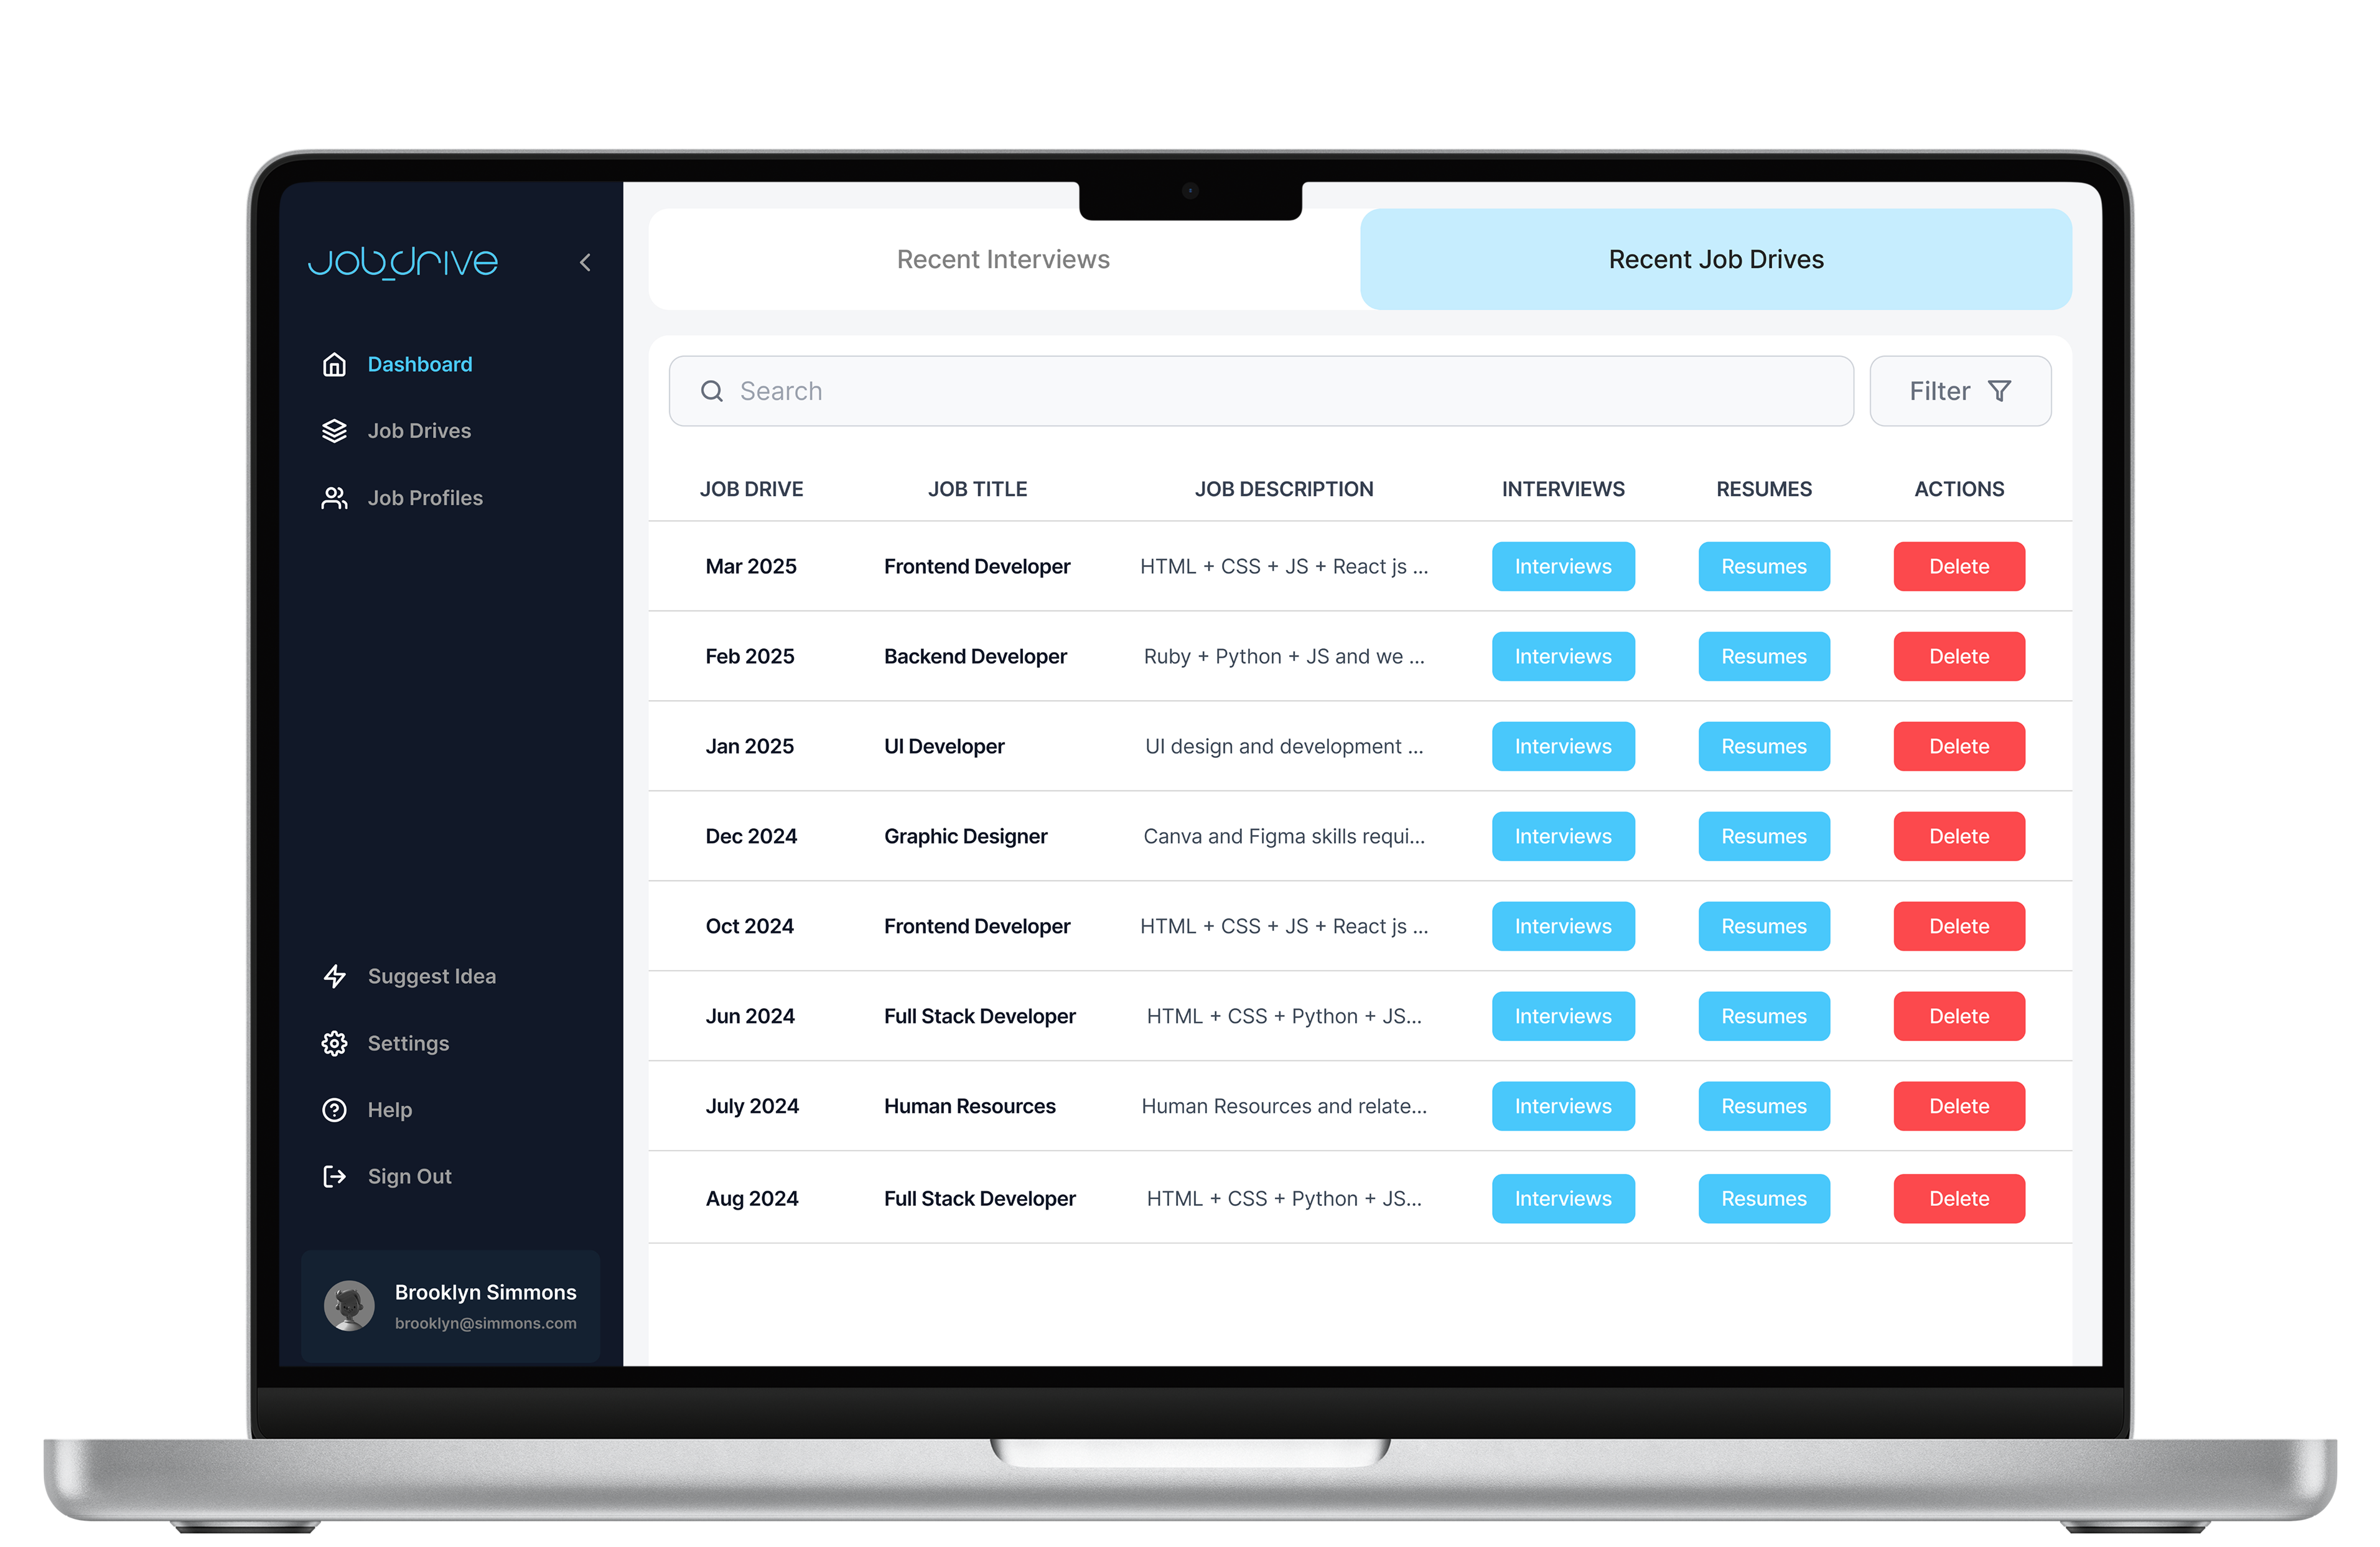 job_drive
Dashboard
Job Drives
Job Profiles
Suggest Idea
Settings
Help
Sign Out
Brooklyn Simmons
brooklyn@simmons.com
Recent Interviews Recent Job Drives
Search Filter
JOB DRIVE JOB TITLE JOB DESCRIPTION INTERVIEWS RESUMES ACTIONS
Mar 2025 Frontend Developer HTML + CSS + JS + React js ... Interviews Resumes Delete
Feb 2025 Backend Developer Ruby + Python + JS and we ... Interviews Resumes Delete
Jan 2025 UI Developer UI design and development ... Interviews Resumes Delete
Dec 2024 Graphic Designer Canva and Figma skills requi... Interviews Resumes Delete
Oct 2024 Frontend Developer HTML + CSS + JS + React js ... Interviews Resumes Delete
Jun 2024 Full Stack Developer HTML + CSS + Python + JS... Interviews Resumes Delete
July 2024 Human Resources Human Resources and relate... Interviews Resumes Delete
Aug 2024 Full Stack Developer HTML + CSS + Python + JS... Interviews Resumes Delete